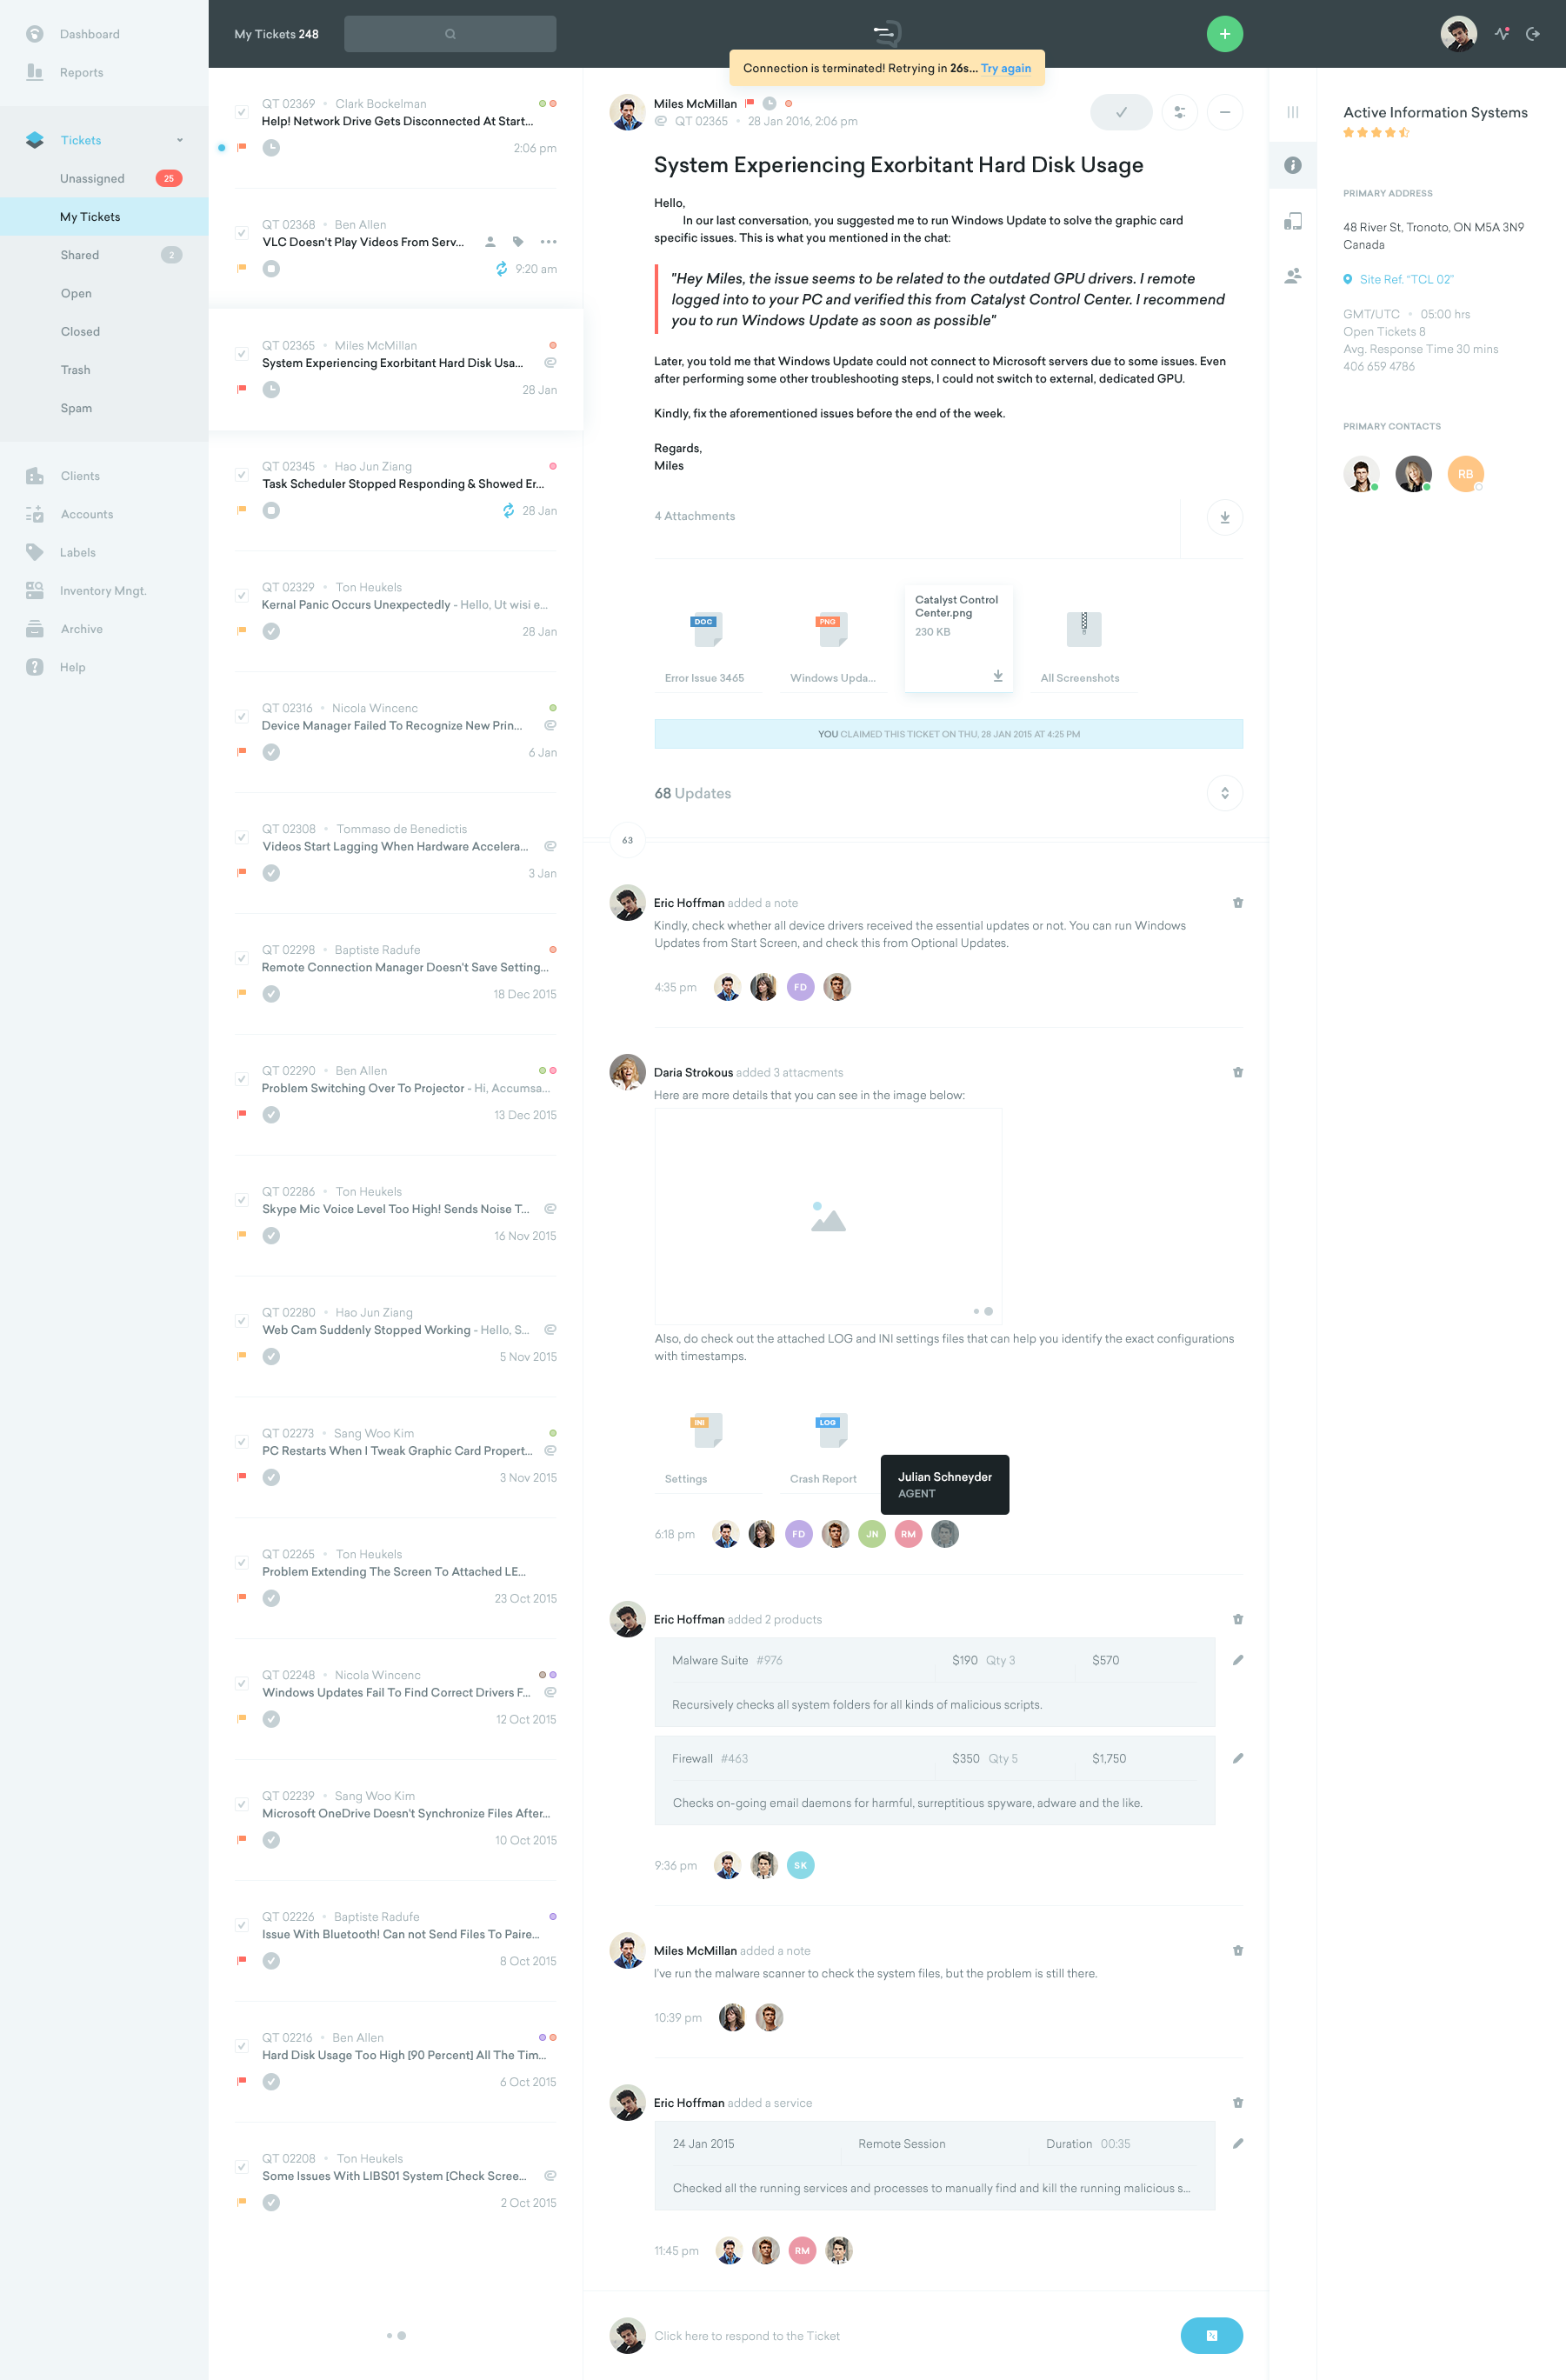 Dashboard
Reports
Tickets
Unassigned 25
My Tickets
Shared 2
Open
Closed
Trash
Spam
Clients
Accounts
Labels
Inventory Mngt.
Archive
Help
My Tickets 248
Connection is terminated! Retrying in 26s... Try again
QT 02369 • Clark Bockelman
Help! Network Drive Gets Disconnected At Start...
2:06 pm
QT 02368 • Ben Allen
VLC Doesn't Play Videos From Serv...
9:20 am
QT 02365 • Miles McMillan
System Experiencing Exorbitant Hard Disk Usa...
28 Jan
QT 02345 • Hao Jun Ziang
Task Scheduler Stopped Responding & Showed Er...
28 Jan
QT 02329 • Ton Heukels
Kernal Panic Occurs Unexpectedly - Hello, Ut wisi e...
28 Jan
QT 02316 • Nicola Wincenc
Device Manager Failed To Recognize New Prin...
6 Jan
QT 02308 • Tommaso de Benedictis
Videos Start Lagging When Hardware Accelera...
3 Jan
QT 02298 • Baptiste Radufe
Remote Connection Manager Doesn't Save Setting...
18 Dec 2015
QT 02290 • Ben Allen
Problem Switching Over To Projector - Hi, Accumsa...
13 Dec 2015
QT 02286 • Ton Heukels
Skype Mic Voice Level Too High! Sends Noise T...
16 Nov 2015
QT 02280 • Hao Jun Ziang
Web Cam Suddenly Stopped Working - Hello, S...
5 Nov 2015
QT 02273 • Sang Woo Kim
PC Restarts When I Tweak Graphic Card Propert...
3 Nov 2015
QT 02265 • Ton Heukels
Problem Extending The Screen To Attached LE...
23 Oct 2015
QT 02248 • Nicola Wincenc
Windows Updates Fail To Find Correct Drivers F...
12 Oct 2015
QT 02239 • Sang Woo Kim
Microsoft OneDrive Doesn't Synchronize Files After...
10 Oct 2015
QT 02226 • Baptiste Radufe
Issue With Bluetooth! Can not Send Files To Paire...
8 Oct 2015
QT 02216 • Ben Allen
Hard Disk Usage Too High [90 Percent] All The Tim...
6 Oct 2015
QT 02208 • Ton Heukels
Some Issues With LIBS01 System [Check Scree...
2 Oct 2015
Miles McMillan
QT 02365 • 28 Jan 2016, 2:06 pm
System Experiencing Exorbitant Hard Disk Usage
Hello,
In our last conversation, you suggested me to run Windows Update to solve the graphic card
specific issues. This is what you mentioned in the chat:
"Hey Miles, the issue seems to be related to the outdated GPU drivers. I remote
logged into to your PC and verified this from Catalyst Control Center. I recommend
you to run Windows Update as soon as possible"
Later, you told me that Windows Update could not connect to Microsoft servers due to some issues. Even
after performing some other troubleshooting steps, I could not switch to external, dedicated GPU.
Kindly, fix the aforementioned issues before the end of the week.
Regards,
Miles
4 Attachments
DOC
Error Issue 3465
PNG
Windows Upda...
Catalyst Control
Center.png
230 KB
All Screenshots
YOU CLAIMED THIS TICKET ON THU, 28 JAN 2015 AT 4:25 PM
68 Updates
63
Eric Hoffman added a note
Kindly, check whether all device drivers received the essential updates or not. You can run Windows
Updates from Start Screen, and check this from Optional Updates.
4:35 pm FD
Daria Strokous added 3 attacments
Here are more details that you can see in the image below:
Also, do check out the attached LOG and INI settings files that can help you identify the exact configurations
with timestamps.
INI
Settings
LOG
Crash Report
Julian Schneyder
AGENT
6:18 pm FD JN RM
Eric Hoffman added 2 products
Malware Suite #976 $190 Qty 3 $570
Recursively checks all system folders for all kinds of malicious scripts.
Firewall #463 $350 Qty 5 $1,750
Checks on-going email daemons for harmful, surreptitious spyware, adware and the like.
9:36 pm SK
Miles McMillan added a note
I've run the malware scanner to check the system files, but the problem is still there.
10:39 pm
Eric Hoffman added a service
24 Jan 2015 Remote Session Duration 00:35
Checked all the running services and processes to manually find and kill the running malicious s...
11:45 pm RM
Click here to respond to the Ticket
Active Information Systems
PRIMARY ADDRESS
48 River St, Tronoto, ON M5A 3N9
Canada
Site Ref. "TCL 02"
GMT/UTC • 05:00 hrs
Open Tickets 8
Avg. Response Time 30 mins
406 659 4786
PRIMARY CONTACTS
RB